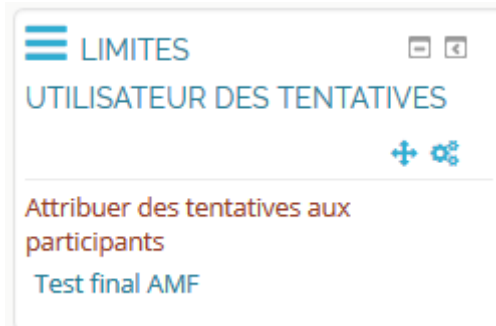 LIMITES
UTILISATEUR DES TENTATIVES
Attribuer des tentatives aux
participants
Test final AMF